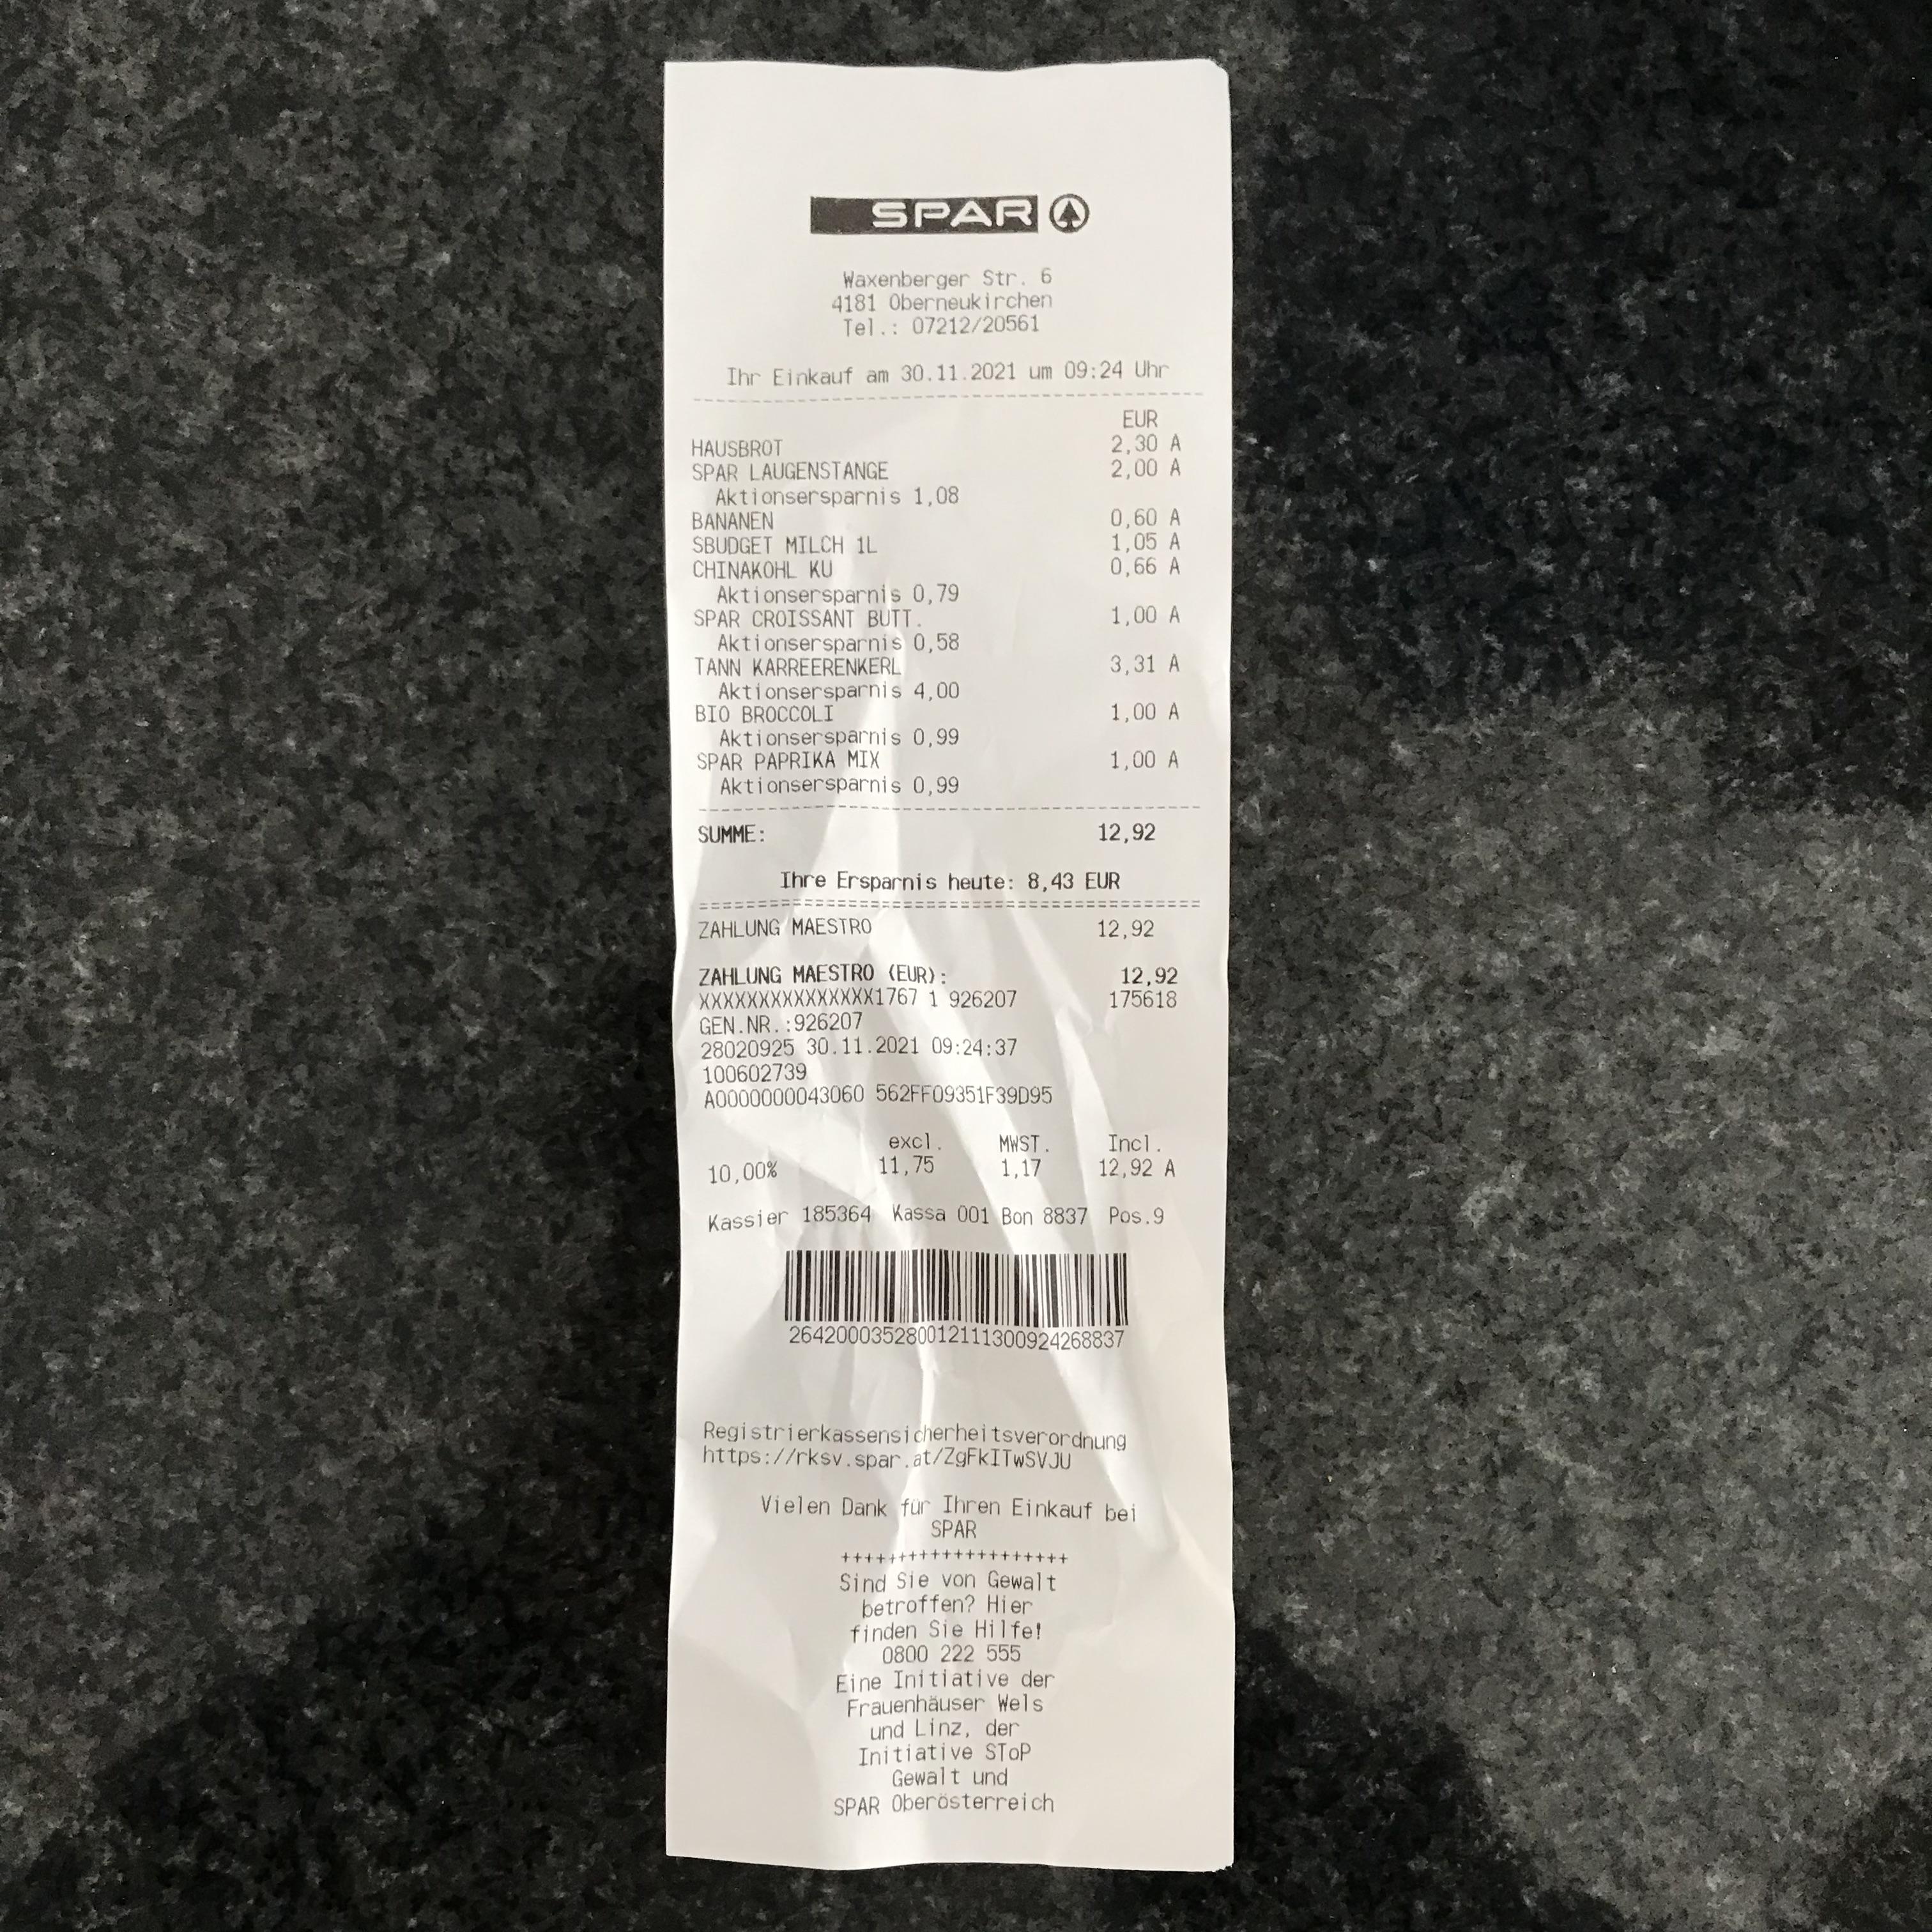 SPAR
Waxenberger Str. 6
4181 Oberneukirchen
Tel.: 07212/20561
Ihr Einkauf am 30.11.2021 um 09:24 Uhr
EUR
HAUSBROT 2,30 A
SPAR LAUGENSTANGE 2,00 A
Aktionsersparnis 1,08
BANANEN 0,60 A
SBUDGET MILCH 1L 1,05 A
CHINAKOHL KU 0,66 A
Aktionsersparnis 0,79
SPAR CROISSANT BUTT. 1,00 A
Aktionsersparnis 0,58
TANN KARREERENKERL 3,31 A
Aktionsersparnis 4,00
BIO BROCCOLI 1,00 A
Aktionsersparnis 0,99
SPAR PAPRIKA MIX 1,00 A
Aktionsersparnis 0,99
SUMME: 12,92
Ihre Ersparnis heute: 8,43 EUR
ZAHLUNG MAESTRO 12,92
ZAHLUNG MAESTRO (EUR): 12,92
XXXXXXXXXXXXXXX1767 1 926207 175618
GEN.NR.:926207
28020925 30.11.2021 09:24:37
100602739
A0000000043060 562FF09351F39D95
excl. MWST. Incl.
10,00% 11,75 1,17 12,92 A
Kassier 185364 Kassa 001 Bon 8837 Pos.9
26420003528001211130​0924268837
Registrierkassensicherheitsverordnung
https://rksv.spar.at/ZgFkITwSVJU
Vielen Dank für Ihren Einkauf bei
SPAR
+++++++++++++++++++
Sind Sie von Gewalt
betroffen? Hier
finden Sie Hilfe!
0800 222 555
Eine Initiative der
Frauenhäuser Wels
und Linz, der
Initiative SToP
Gewalt und
SPAR Oberösterreich